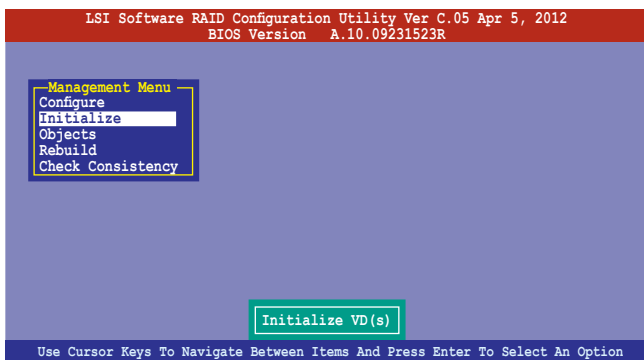 LSI Software RAID Configuration Utility Ver C.05 Apr 5, 2012
BIOS Version A.10.09231523R
Management Menu
Configure
Initialize
Objects
Rebuild
Check Consistency
Initialize VD(s)
Use Cursor Keys To Navigate Between Items And Press Enter To Select An Option